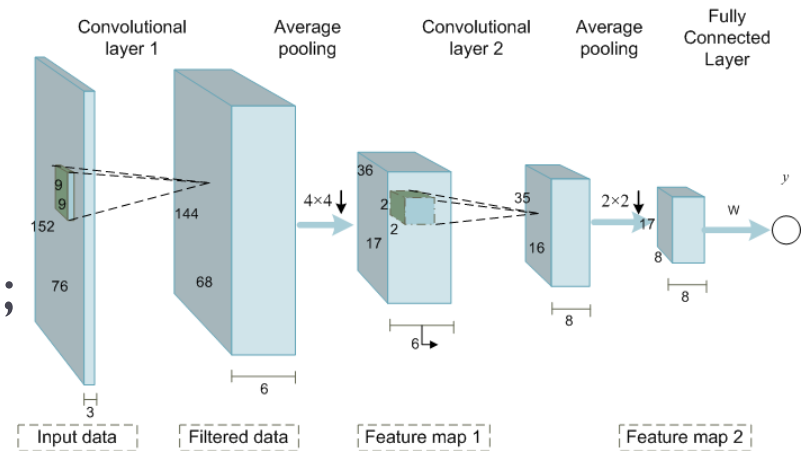 Convolutional
layer 1
Average
pooling
Convolutional
layer 2
Average
pooling
Fully
Connected
Layer
9
9
152
76
3
144
68
6
4×4
36
2
2
17
6
35
16
8
2×2
17
8
8
W
y
;
Input data
Filtered data
Feature map 1
Feature map 2